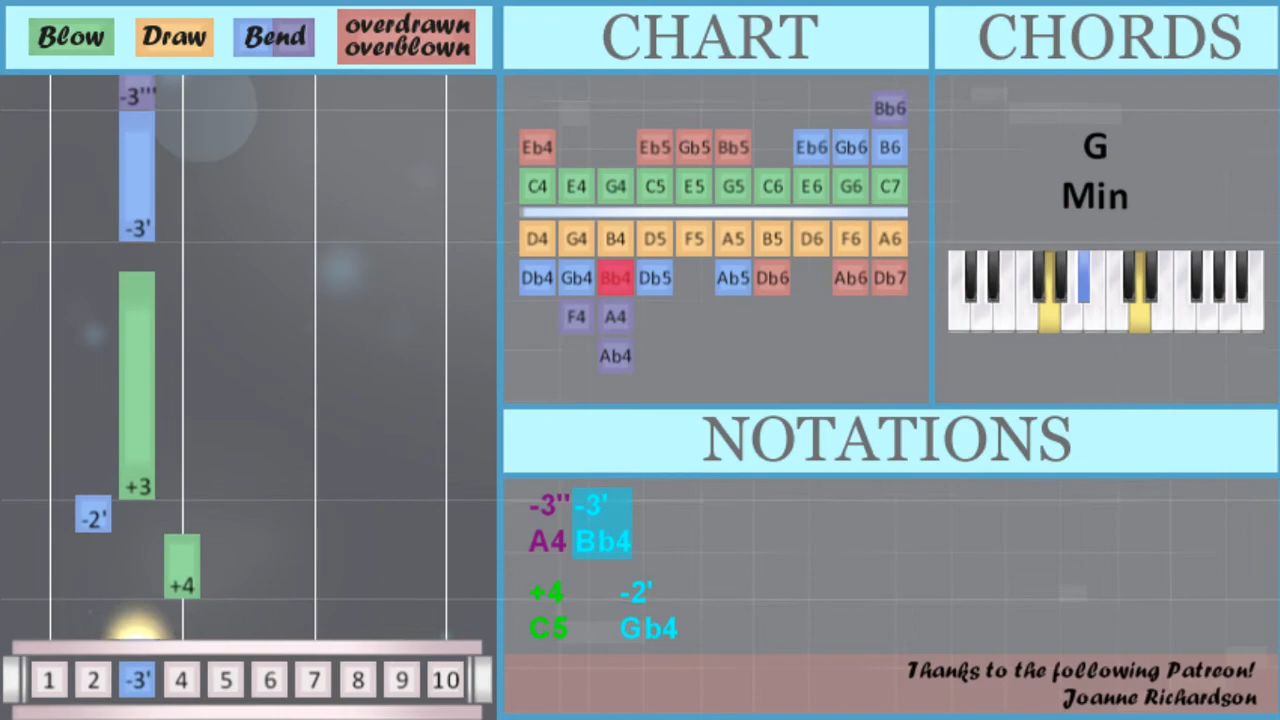 Blow Draw Bend overdrawn
overblown
CHART
CHORDS
-3'''
-3'
+3
-2'
+4
1 2 -3' 4 5 6 7 8 9 10
Bb6
Eb4 Eb5 Gb5 Bb5 Eb6 Gb6 B6
C4 E4 G4 C5 E5 G5 C6 E6 G6 C7
D4 G4 B4 D5 F5 A5 B5 D6 F6 A6
Db4 Gb4 Bb4 Db5 Ab5 Db6 Ab6 Db7
F4 A4
Ab4
G
Min
NOTATIONS
-3'' -3'
A4 Bb4
+4 -2'
C5 Gb4
Thanks to the following Patreon!
Joanne Richardson